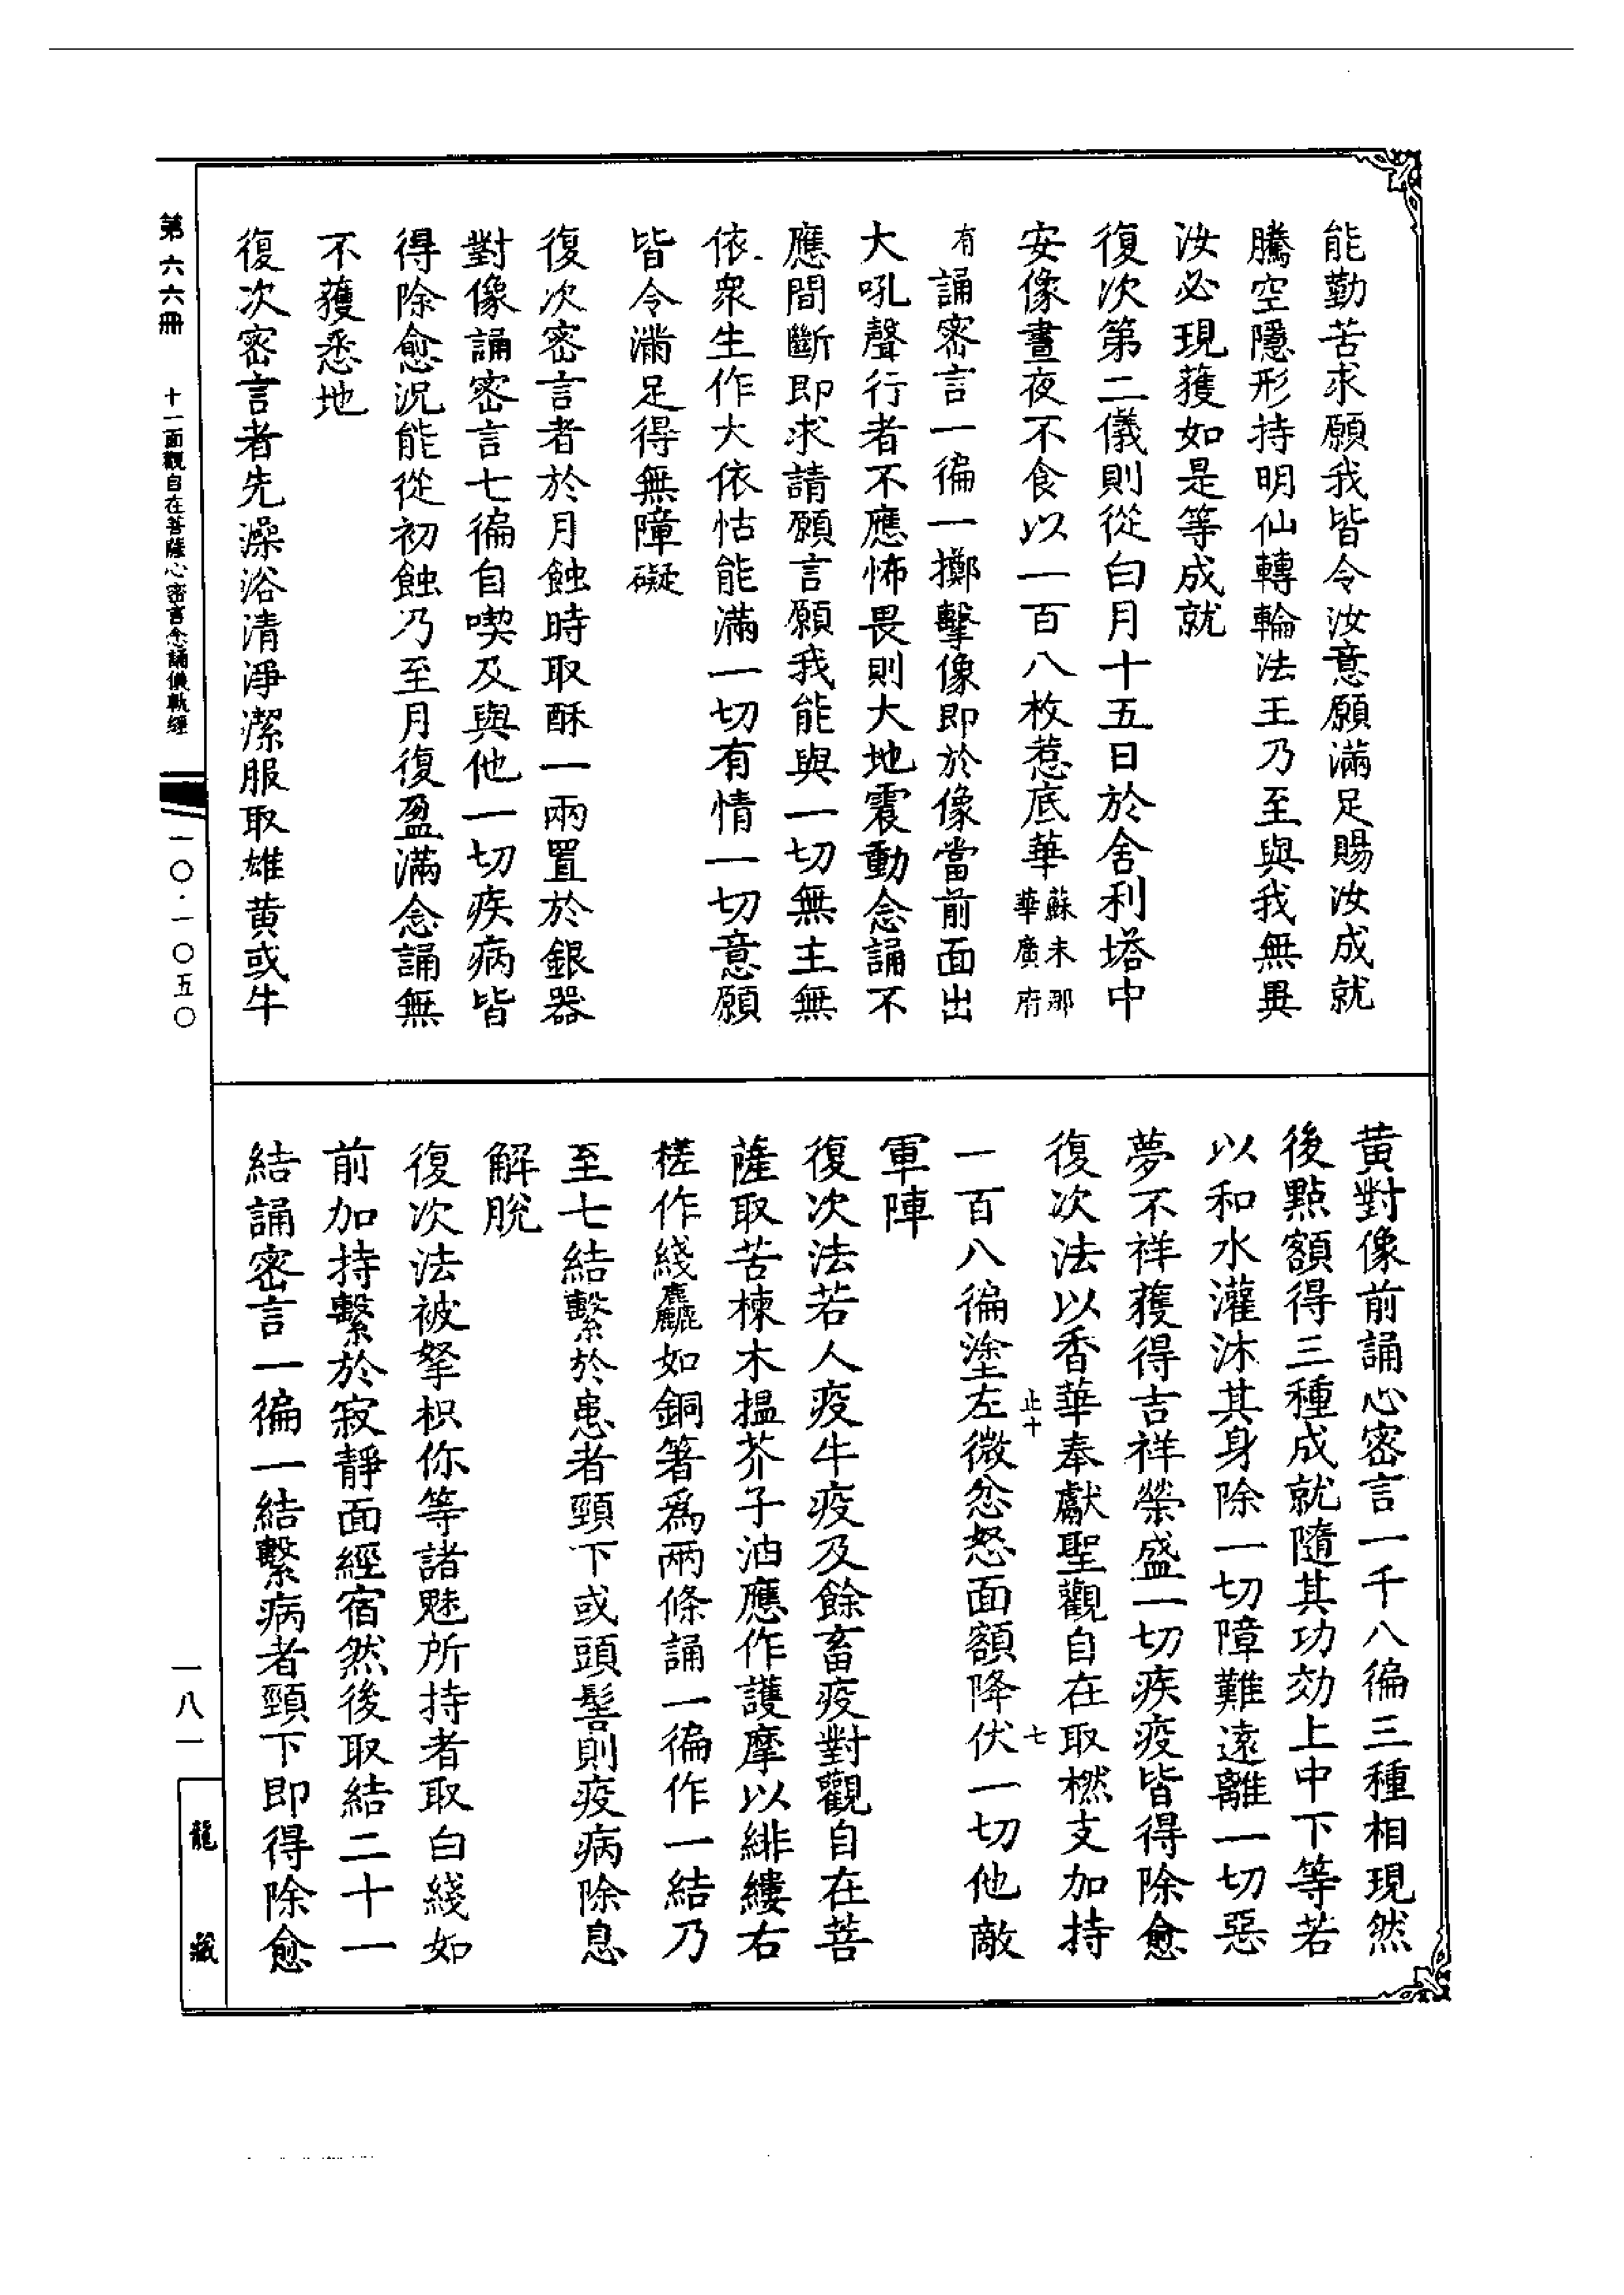 能勤苦求願我皆令汝意願滿足賜汝成就
騰空隱形持明仙轉輪法王乃至與我無異
汝必現獲如是等成就
復次第二儀則從白月十五日於舍利塔中
安像晝夜不食以一百八枚惹底華蘇末那華廣府
有誦密言一徧一擲擊像即於像當前面出
大吼聲行者不應怖畏則大地震動念誦不
應間斷即求請願言願我能與一切無主無
依衆生作大依怙能滿一切有情一切意願
皆令滿足得無障礙
復次密言者於月蝕時取酥一兩置於銀器
對像誦密言七徧自喫及與他一切疾病皆
得除愈況能從初蝕乃至月復盈滿念誦無
不獲悉地
復次密言者先澡浴清淨潔服取雄黄或牛
黄對像前誦心密言一千八徧三種相現然
後點額得三種成就隨其功効上中下等若
以和水灌沐其身除一切障難遠離一切惡
夢不祥獲得吉祥榮盛一切疾疫皆得除愈
復次法以香華奉獻聖觀自在取橪支加持
止十 七
一百八徧塗左微忿怒面額降伏一切他敵
軍陣
復次法若人疫牛疫及餘畜疫對觀自在菩
薩取苦楝木搵芥子油應作護摩以緋縷右
槎作綫麤如銅箸爲兩條誦一徧作一結乃
至七結繫於患者頸下或頭髻則疫病除息
解脫
復次法被拏枳你等諸魅所持者取白綫如
前加持繫於寂靜面經宿然後取結二十一
結誦密言一徧一結繫病者頸下即得除愈
第六六冊 十一面觀自在菩薩心密言念誦儀軌經 一〇·一〇五〇
一八一
龍藏